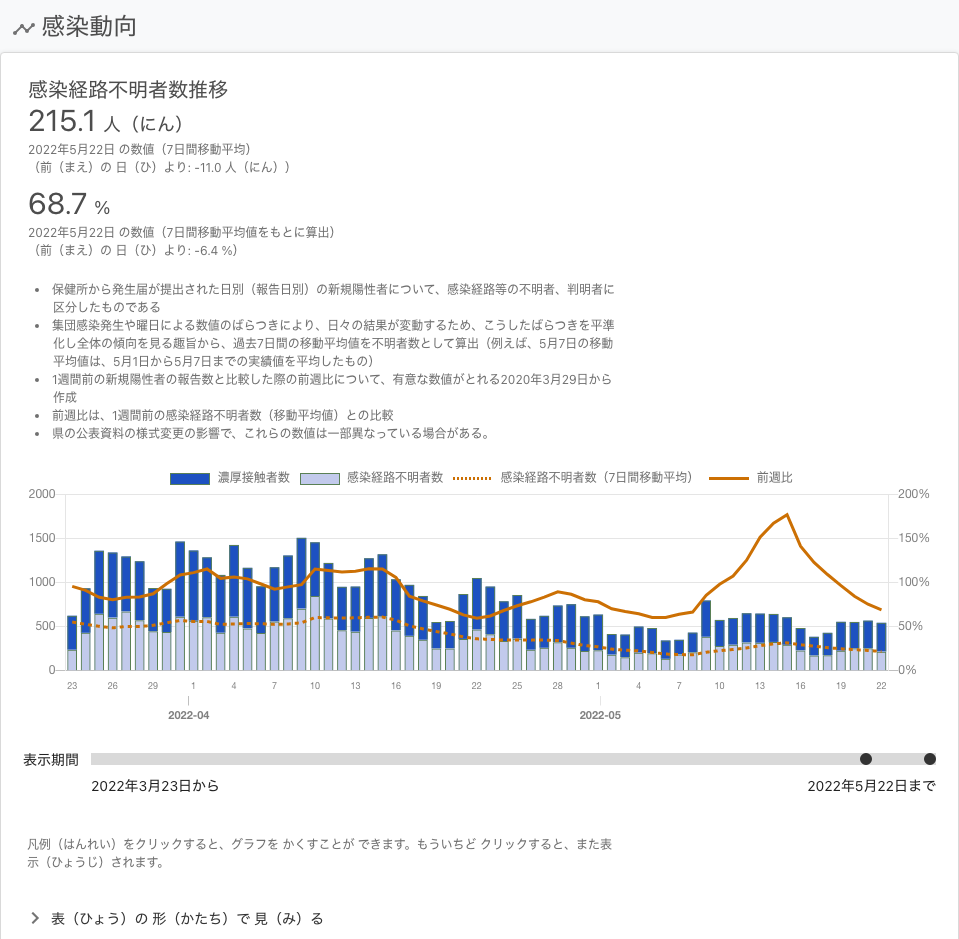 感染動向
感染経路不明者数推移
215.1 人（にん）
2022年5月22日 の数値（7日間移動平均）
（前（まえ）の 日（ひ）より: -11.0 人（にん））
68.7 %
2022年5月22日 の数値（7日間移動平均値をもとに算出）
（前（まえ）の 日（ひ）より: -6.4 %）
• 保健所から発生届が提出された日別（報告日別）の新規陽性者について、感染経路等の不明者、判明者に
区分したものである
• 集団感染発生や曜日による数値のばらつきにより、日々の結果が変動するため、こうしたばらつきを平準
化し全体の傾向を見る趣旨から、過去7日間の移動平均値を不明者数として算出（例えば、5月7日の移動
平均値は、5月1日から5月7日までの実績値を平均したもの）
• 1週間前の新規陽性者の報告数と比較した際の前週比について、有意な数値がとれる2020年3月29日から
作成
• 前週比は、1週間前の感染経路不明者数（移動平均値）との比較
• 県の公表資料の様式変更の影響で、これらの数値は一部異なっている場合がある。
濃厚接触者数 感染経路不明者数 感染経路不明者数（7日間移動平均） 前週比
2000 200%
1500 150%
1000 100%
500 50%
0 0%
23 26 29 1 4 7 10 13 16 19 22 25 28 1 4 7 10 13 16 19 22
2022-04 2022-05
表示期間
2022年3月23日から 2022年5月22日まで
凡例（はんれい）をクリックすると、グラフを かくすことが できます。もういちど クリックすると、また表
示（ひょうじ）されます。
表（ひょう）の 形（かたち）で 見（み）る